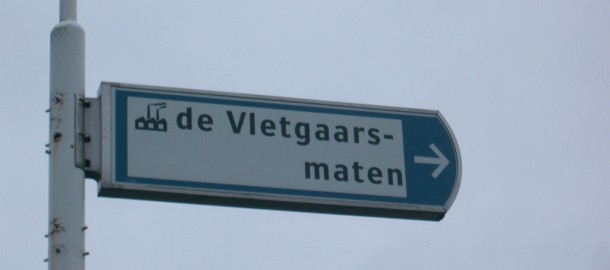 de Vletgaars-
maten